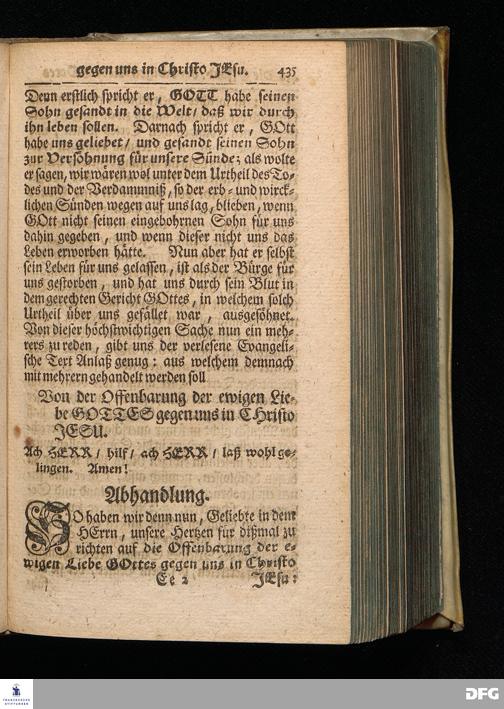 gegen uns in Christo JEsu. 435
Denn erstlich spricht er, GOTT habe seinen
Sohn gesandt in die Welt/ daß wir durch
ihn leben sollen. Darnach spricht er, GOtt
habe uns geliebet/ und gesandt seinen Sohn
zur Versöhnung für unsere Sünde; als wolte
er sagen, wir wären wol unter dem Urtheil des To-
des und der Verdammniß, so der erb- und wirck-
lichen Sünden wegen auf uns lag, blieben, wenn
GOtt nicht seinen eingebohrnen Sohn für uns
dahin gegeben, und wenn dieser nicht uns das
Leben erworben hätte. Nun aber hat er selbst
sein Leben für uns gelassen, ist als der Bürge für
uns gestorben, und hat uns durch sein Blut in
dem gerechten Gericht GOttes, in welchem solch
Urtheil über uns gefället war, ausgesöhnet.
Von dieser höchstwichtigen Sache nun ein meh-
rers zu reden, gibt uns der verlesene Evangeli-
sche Text Anlaß genug: aus welchem demnach
mit mehrern gehandelt werden soll
Von der Offenbarung der ewigen Lie-
be GOTTES gegen uns in CHristo
JESU.
Ach HERR/ hilf/ ach HERR/ laß wohl ge-
lingen. Amen!
Abhandlung.
SO haben wir denn nun, Geliebte in dem
HErrn, unsere Hertzen für dißmal zu
richten auf die Offenbarung der e-
wigen Liebe GOttes gegen uns in Christo
Ee 2 JEsu:
FRANCKESCHE
STIFTUNGEN
DFG